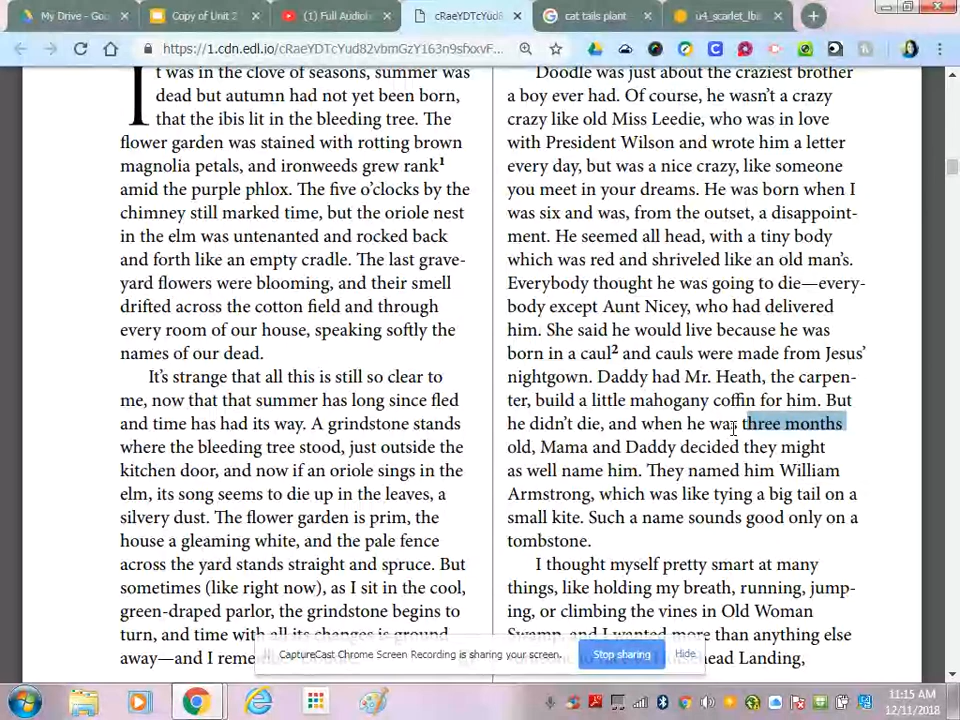 My Drive - Goo
Copy of Unit 2
(1) Full Audiol
cRaeYDTcYud8
cat tails plant
u4_scarlet_lbi
https://1.cdn.edl.io/cRaeYDTcYud82vbmGzYi63n9sfxxvF...
It was in the clove of seasons, summer was
dead but autumn had not yet been born,
that the ibis lit in the bleeding tree. The
flower garden was stained with rotting brown
magnolia petals, and ironweeds grew rank¹
amid the purple phlox. The five o'clocks by the
chimney still marked time, but the oriole nest
in the elm was untenanted and rocked back
and forth like an empty cradle. The last grave-
yard flowers were blooming, and their smell
drifted across the cotton field and through
every room of our house, speaking softly the
names of our dead.
It's strange that all this is still so clear to
me, now that that summer has long since fled
and time has had its way. A grindstone stands
where the bleeding tree stood, just outside the
kitchen door, and now if an oriole sings in the
elm, its song seems to die up in the leaves, a
silvery dust. The flower garden is prim, the
house a gleaming white, and the pale fence
across the yard stands straight and spruce. But
sometimes (like right now), as I sit in the cool,
green-draped parlor, the grindstone begins to
turn, and time with all its changes is ground
away—and I reme
Doodle was just about the craziest brother
a boy ever had. Of course, he wasn't a crazy
crazy like old Miss Leedie, who was in love
with President Wilson and wrote him a letter
every day, but was a nice crazy, like someone
you meet in your dreams. He was born when I
was six and was, from the outset, a disappoint-
ment. He seemed all head, with a tiny body
which was red and shriveled like an old man's.
Everybody thought he was going to die—every-
body except Aunt Nicey, who had delivered
him. She said he would live because he was
born in a caul² and cauls were made from Jesus'
nightgown. Daddy had Mr. Heath, the carpen-
ter, build a little mahogany coffin for him. But
he didn't die, and when he was three months
old, Mama and Daddy decided they might
as well name him. They named him William
Armstrong, which was like tying a big tail on a
small kite. Such a name sounds good only on a
tombstone.
I thought myself pretty smart at many
things, like holding my breath, running, jump-
ing, or climbing the vines in Old Woman
Swamp, and I wanted more than anything else
head Landing,
CaptureCast Chrome Screen Recording is sharing your screen.
Stop sharing
Hide
11:15 AM
12/11/2018